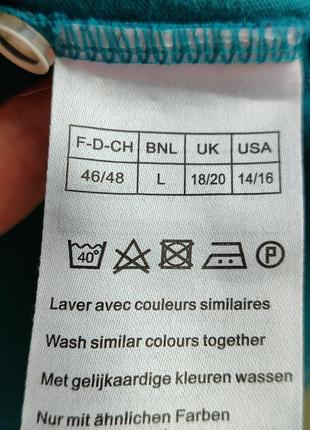 F-D-CH BNL UK USA
46/48 L 18/20 14/16
40° P
Laver avec couleurs similaires
Wash similar colours together
Met gelijkaardige kleuren wassen
Nur mit ähnlichen Farben